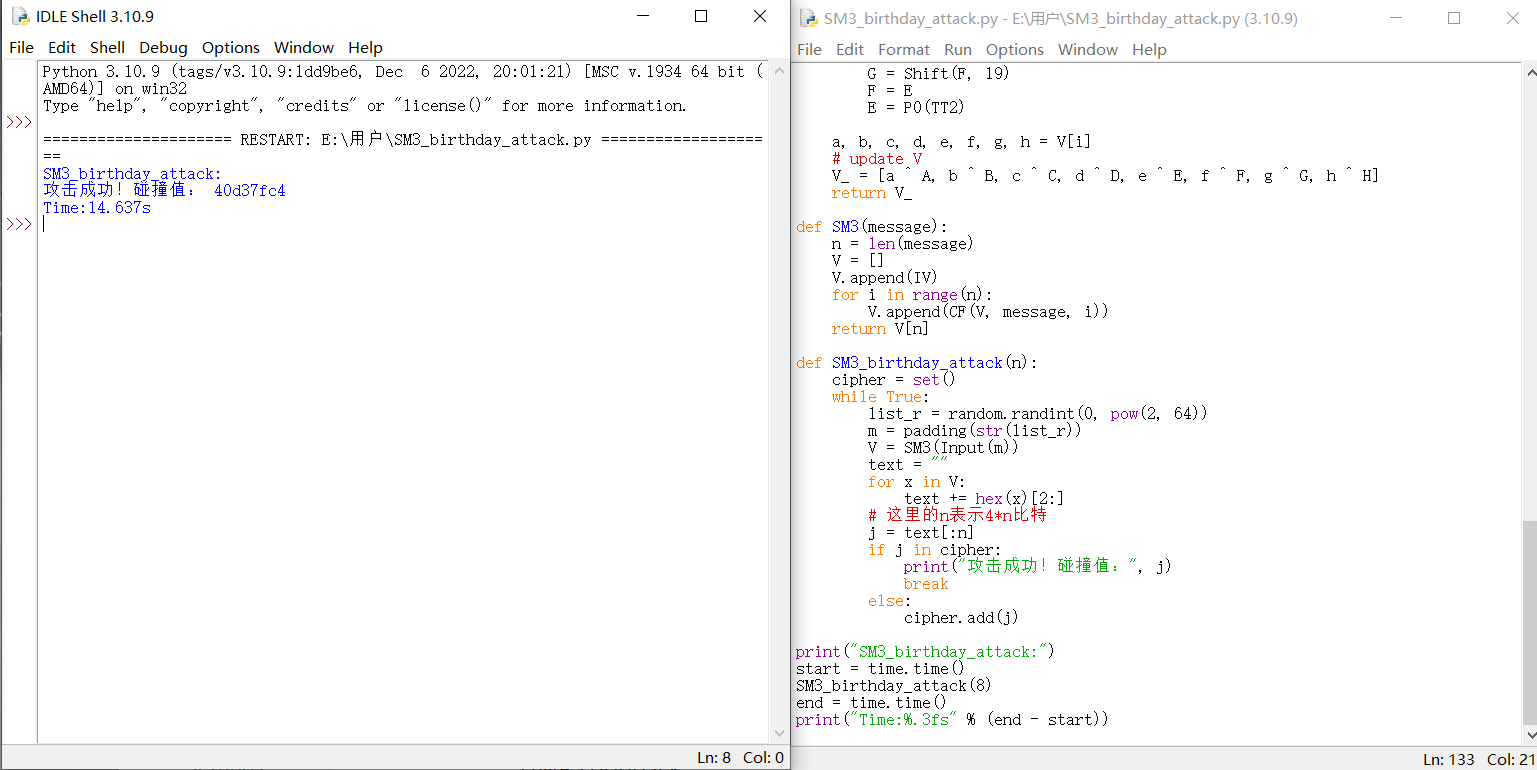 IDLE Shell 3.10.9
File Edit Shell Debug Options Window Help
Python 3.10.9 (tags/v3.10.9:1dd9be6, Dec  6 2022, 20:01:21) [MSC v.1934 64 bit (
AMD64)] on win32
Type "help", "copyright", "credits" or "license()" for more information.
>>>
===================== RESTART: E:\用户\SM3_birthday_attack.py ==================
==
SM3_birthday_attack:
攻击成功！碰撞值： 40d37fc4
Time:14.637s
>>>
Ln: 8 Col: 0
SM3_birthday_attack.py - E:\用户\SM3_birthday_attack.py (3.10.9)
File Edit Format Run Options Window Help
        G = Shift(F, 19)
        F = E
        E = P0(TT2)
    a, b, c, d, e, f, g, h = V[i]
    # update V
    V_ = [a ^ A, b ^ B, c ^ C, d ^ D, e ^ E, f ^ F, g ^ G, h ^ H]
    return V_
def SM3(message):
    n = len(message)
    V = []
    V.append(IV)
    for i in range(n):
        V.append(CF(V, message, i))
    return V[n]
def SM3_birthday_attack(n):
    cipher = set()
    while True:
        list_r = random.randint(0, pow(2, 64))
        m = padding(str(list_r))
        V = SM3(Input(m))
        text = ""
        for x in V:
            text += hex(x)[2:]
        # 这里的n表示4*n比特
        j = text[:n]
        if j in cipher:
            print("攻击成功！碰撞值：", j)
            break
        else:
            cipher.add(j)
print("SM3_birthday_attack:")
start = time.time()
SM3_birthday_attack(8)
end = time.time()
print("Time:%.3fs" % (end - start))
Ln: 133 Col: 21